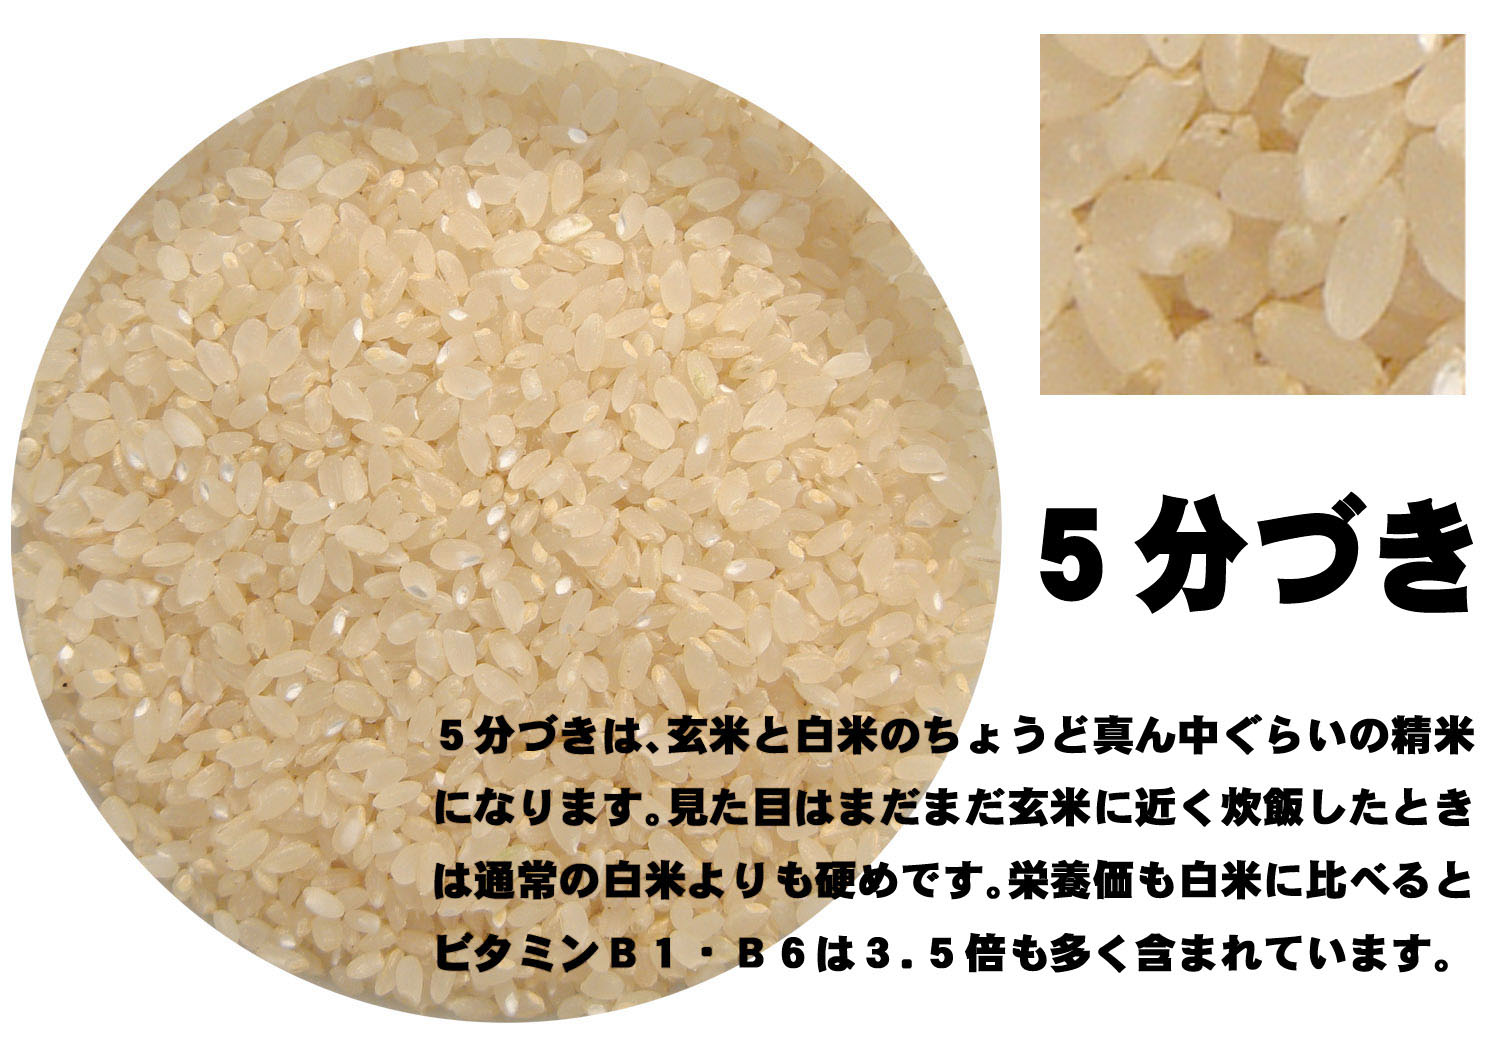 5分づき
5分づきは、玄米と白米のちょうど真ん中ぐらいの精米
になります。見た目はまだまだ玄米に近く炊飯したとき
は通常の白米よりも硬めです。栄養価も白米に比べると
ビタミンB1・B6は3.5倍も多く含まれています。